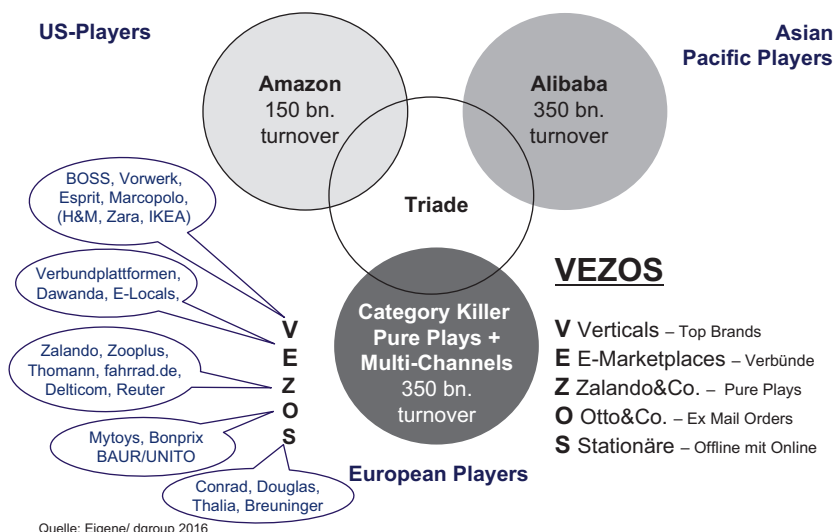 US-Players
Asian
Pacific Players
Amazon
150 bn.
turnover
Alibaba
350 bn.
turnover
Triade
BOSS, Vorwerk,
Esprit, Marcopolo,
(H&M, Zara, IKEA)
Verbundplattformen,
Dawanda, E-Locals,
Zalando, Zooplus,
Thomann, fahrrad.de,
Delticom, Reuter
Mytoys, Bonprix
BAUR/UNITO
Conrad, Douglas,
Thalia, Breuninger
V
E
Z
O
S
Category Killer
Pure Plays +
Multi-Channels
350 bn.
turnover
European Players
VEZOS
V Verticals – Top Brands
E E-Marketplaces – Verbünde
Z Zalando&Co. – Pure Plays
O Otto&Co. – Ex Mail Orders
S Stationäre – Offline mit Online
Quelle: Eigene/ dgroup 2016